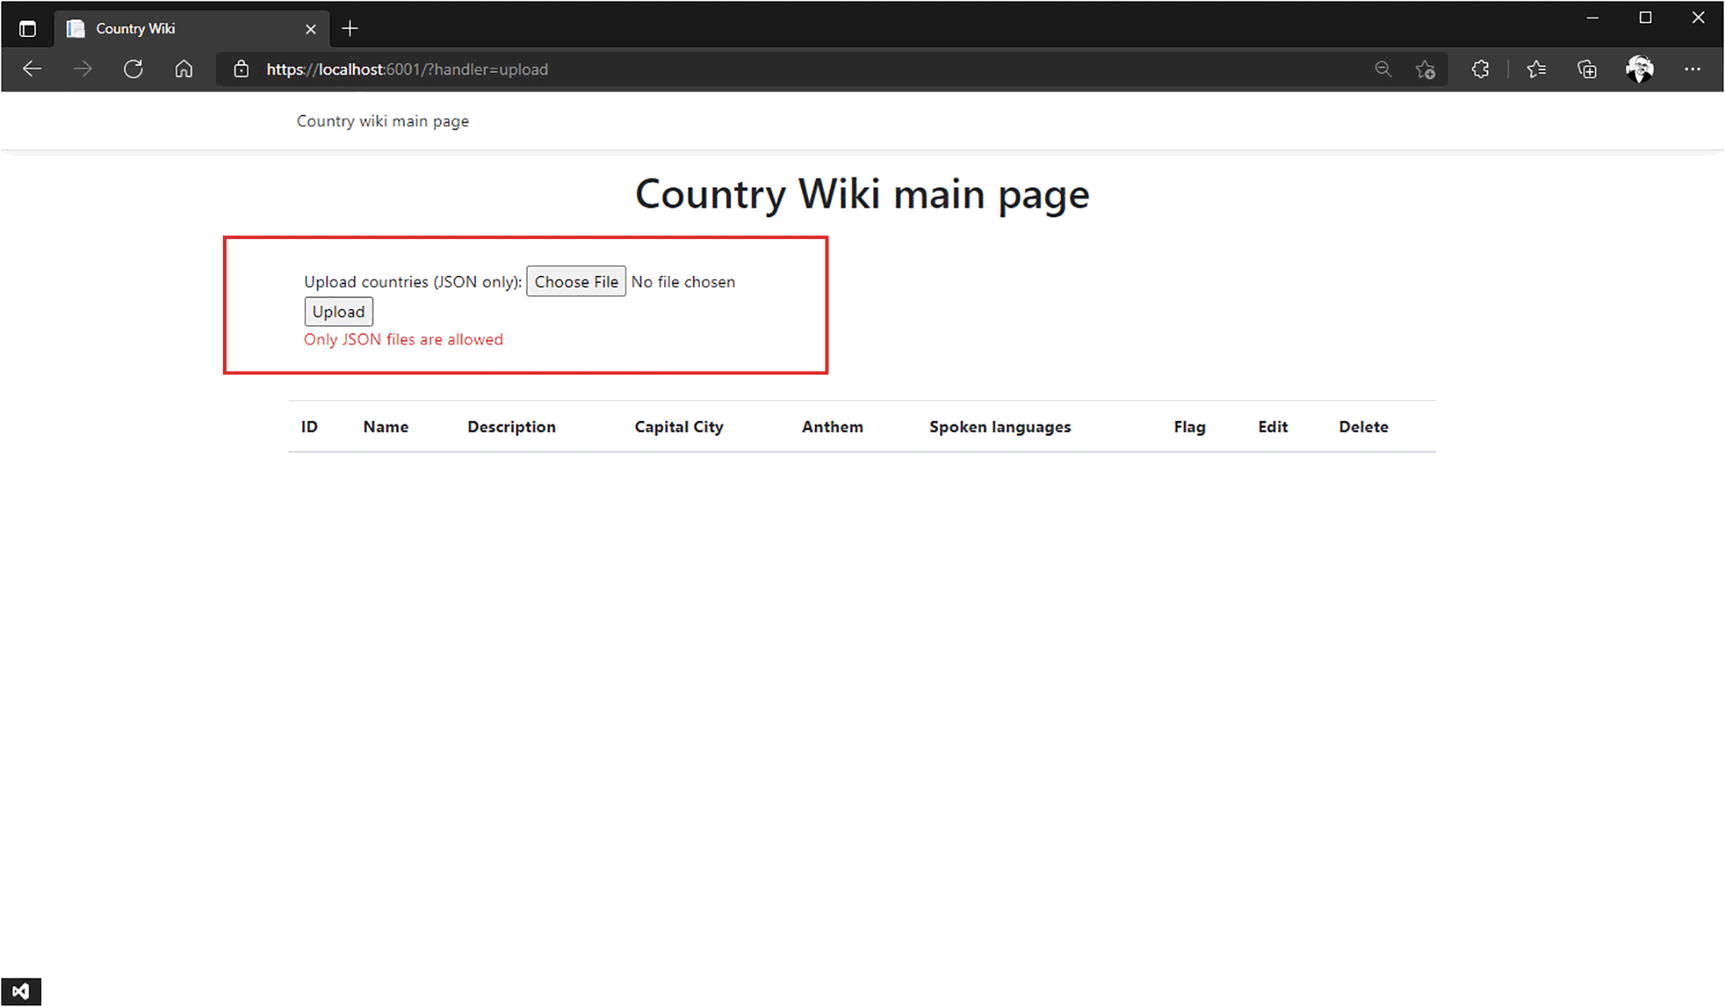 Country Wiki
https://localhost:6001/?handler=upload
Country wiki main page
Country Wiki main page
Upload countries (JSON only): Choose File No file chosen
Upload
Only JSON files are allowed
ID Name Description Capital City Anthem Spoken languages Flag Edit Delete